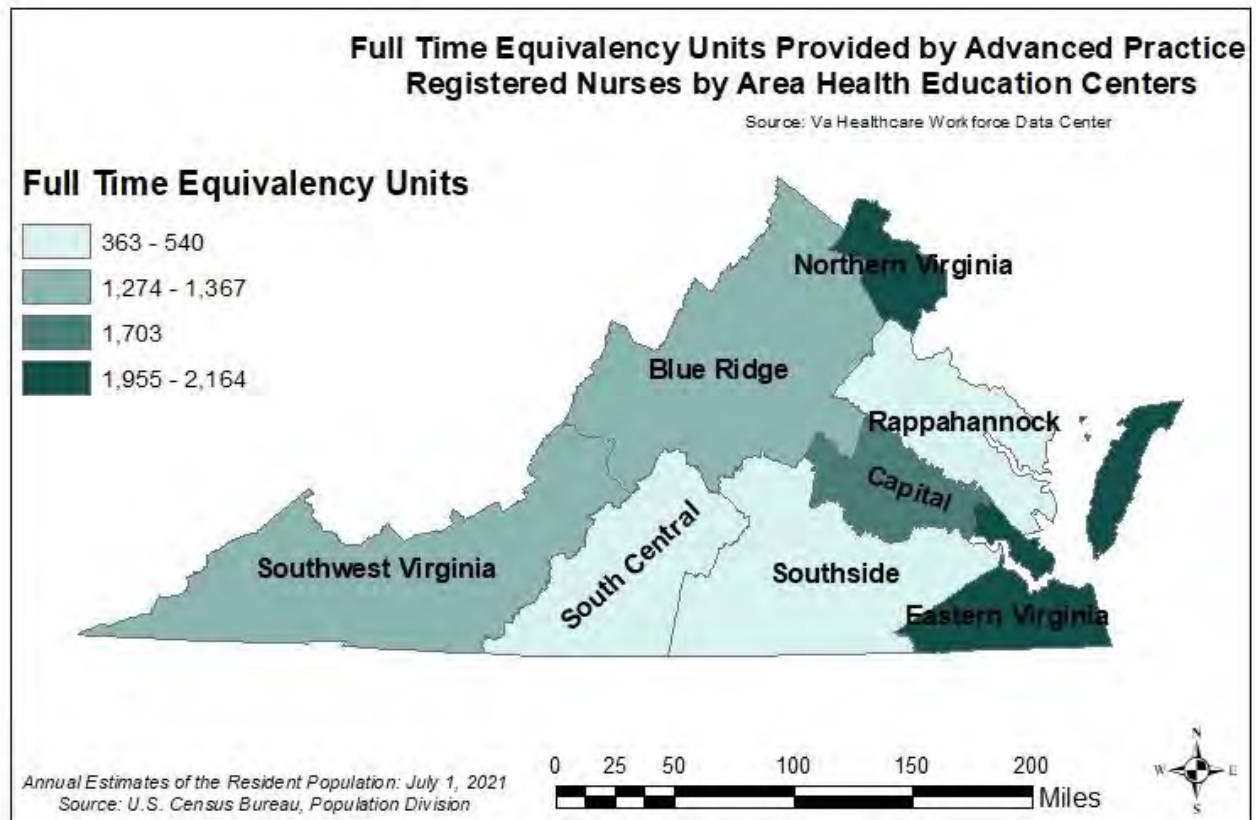 Full Time Equivalency Units Provided by Advanced Practice
Registered Nurses by Area Health Education Centers
Source: Va Healthcare Workforce Data Center
Full Time Equivalency Units
363 - 540
1,274 - 1,367
1,703
1,955 - 2,164
Northern Virginia
Blue Ridge
Rappahannock
Capital
South Central
Southwest Virginia
Southside
Eastern Virginia
Annual Estimates of the Resident Population: July 1, 2021
Source: U.S. Census Bureau, Population Division
0 25 50 100 150 200
Miles
N
W E
S